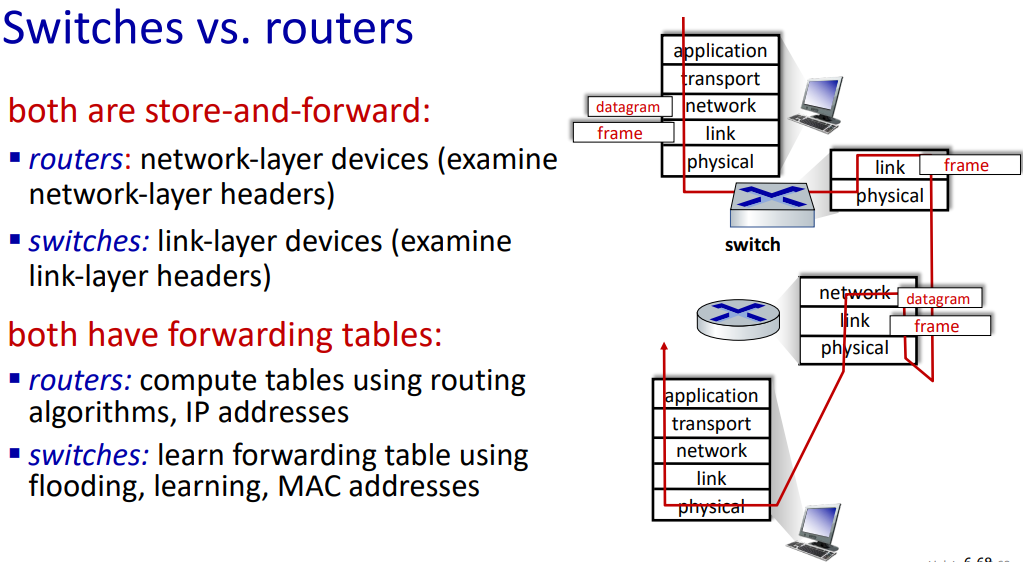 Switches vs. routers
both are store-and-forward:
routers: network-layer devices (examine
network-layer headers)
switches: link-layer devices (examine
link-layer headers)
both have forwarding tables:
routers: compute tables using routing
algorithms, IP addresses
switches: learn forwarding table using
flooding, learning, MAC addresses
application
transport
datagram
network
frame
link
physical
link
frame
physical
switch
network
datagram
link
frame
physical
application
transport
network
link
physical